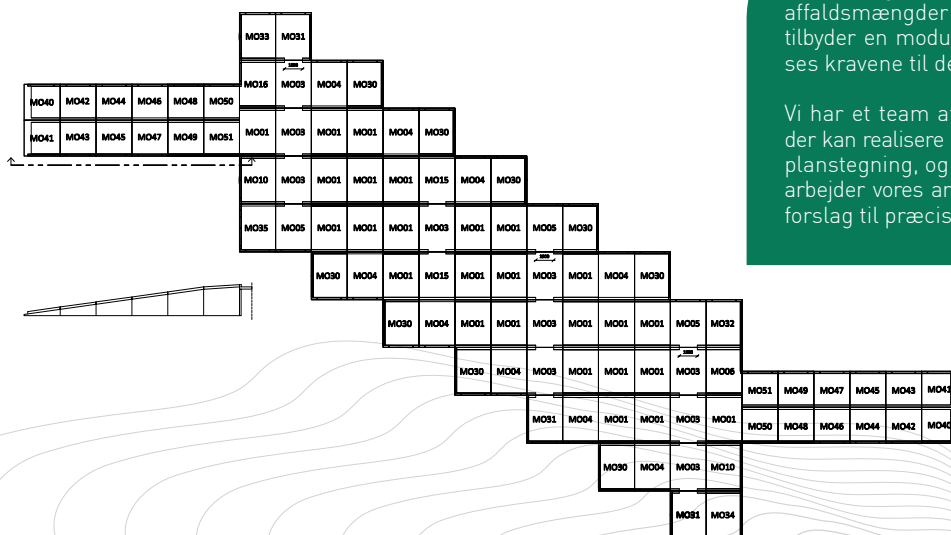 MO33 MO31
1800
MO16 MO03 MO04 MO30
MO40 MO42 MO44 MO46 MO48 MO50
MO41 MO43 MO45 MO47 MO49 MO51
MO01 MO03 MO01 MO01 MO04 MO30
MO10 MO03 MO01 MO01 MO01 MO15 MO04 MO30
MO35 MO05 MO01 MO01 MO01 MO03 MO01 MO01 MO05 MO30
MO30 MO04 MO01 MO15 MO01 MO01 MO03 MO01 MO04 MO30
MO30 MO04 MO01 MO01 MO03 MO01 MO01 MO01 MO05 MO32
MO30 MO04 MO03 MO01 MO01 MO01 MO03 MO06
MO31 MO04 MO01 MO01 MO03 MO01
MO51 MO49 MO47 MO45 MO43 MO41
MO50 MO48 MO46 MO44 MO42 MO40
MO30 MO04 MO03 MO10
MO31 MO34
affaldsmængder
tilbyder en modu
ses kravene til de
Vi har et team a
der kan realisere
planstegning, og
arbejder vores ar
forslag til præcis